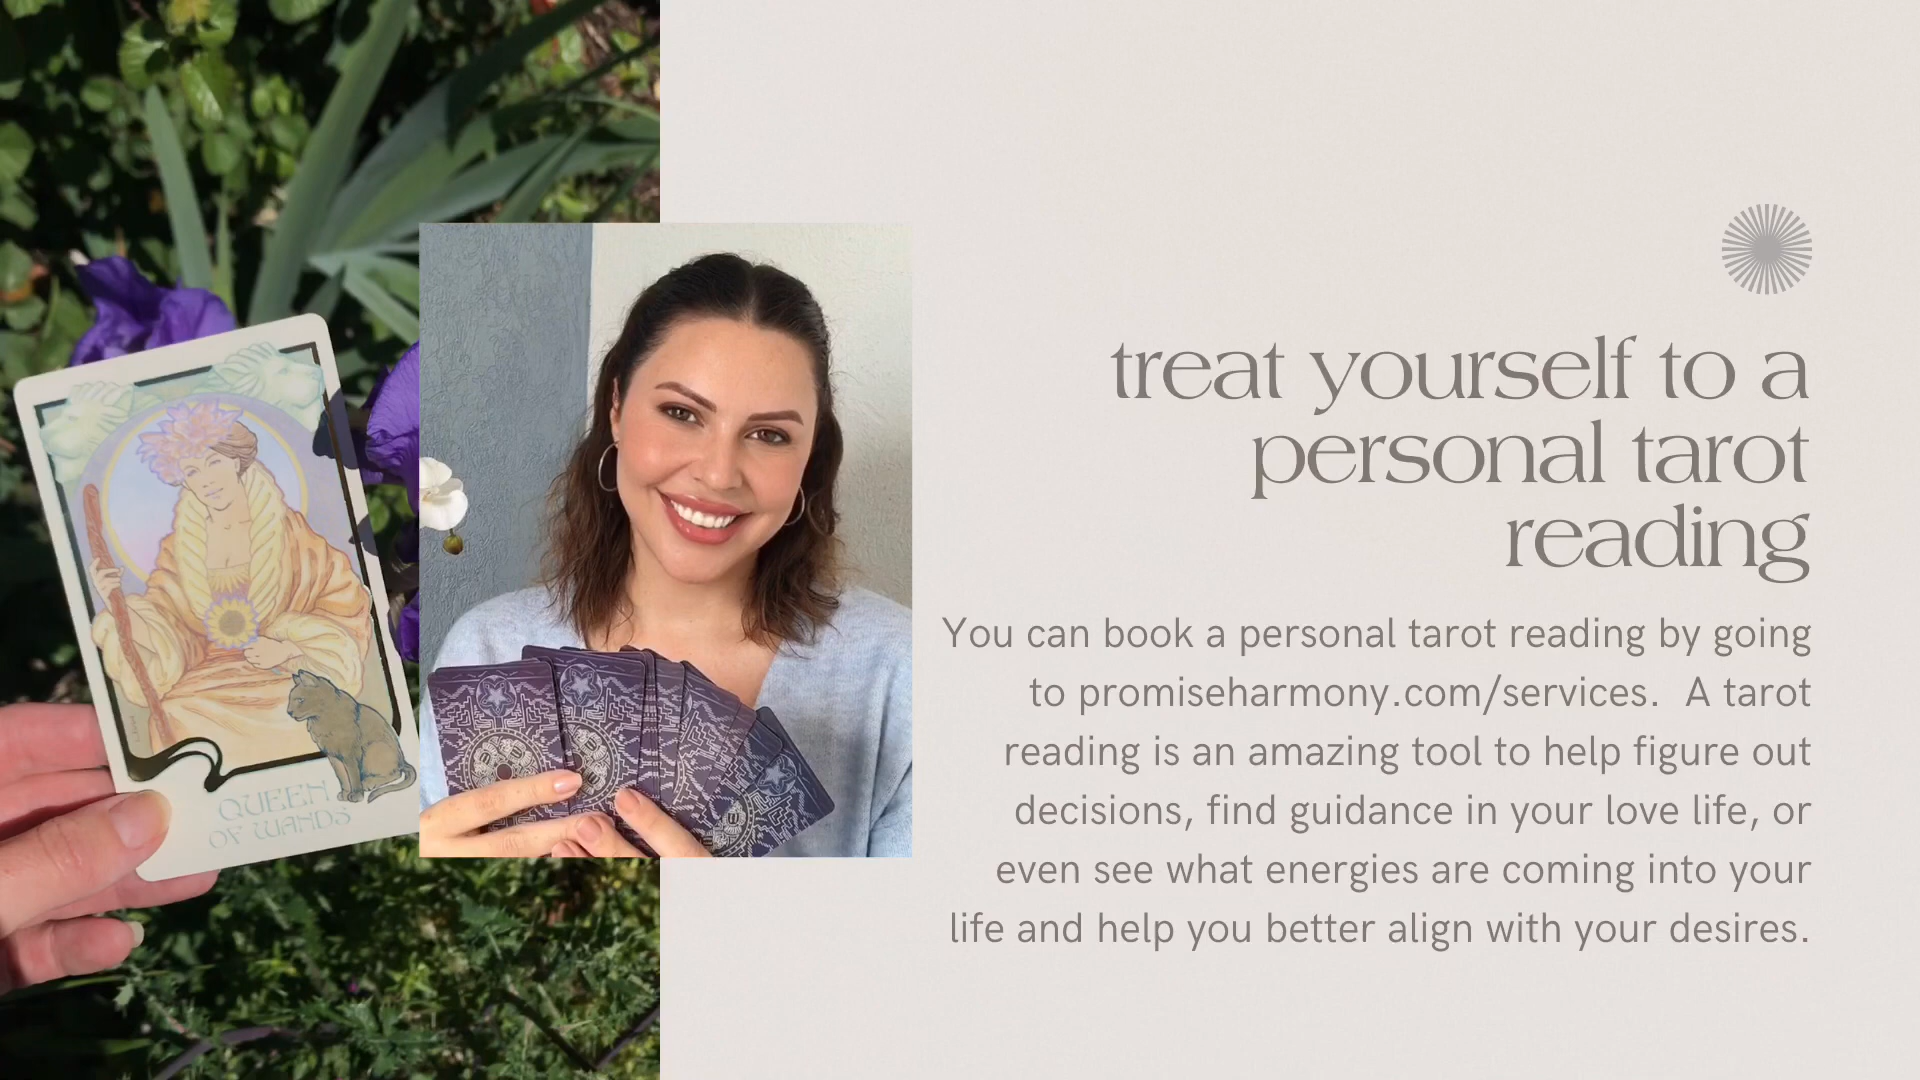 treat yourself to a
personal tarot
reading
You can book a personal tarot reading by going
to promiseharmony.com/services.  A tarot
reading is an amazing tool to help figure out
decisions, find guidance in your love life, or
even see what energies are coming into your
life and help you better align with your desires.
QUEEN
OF WANDS